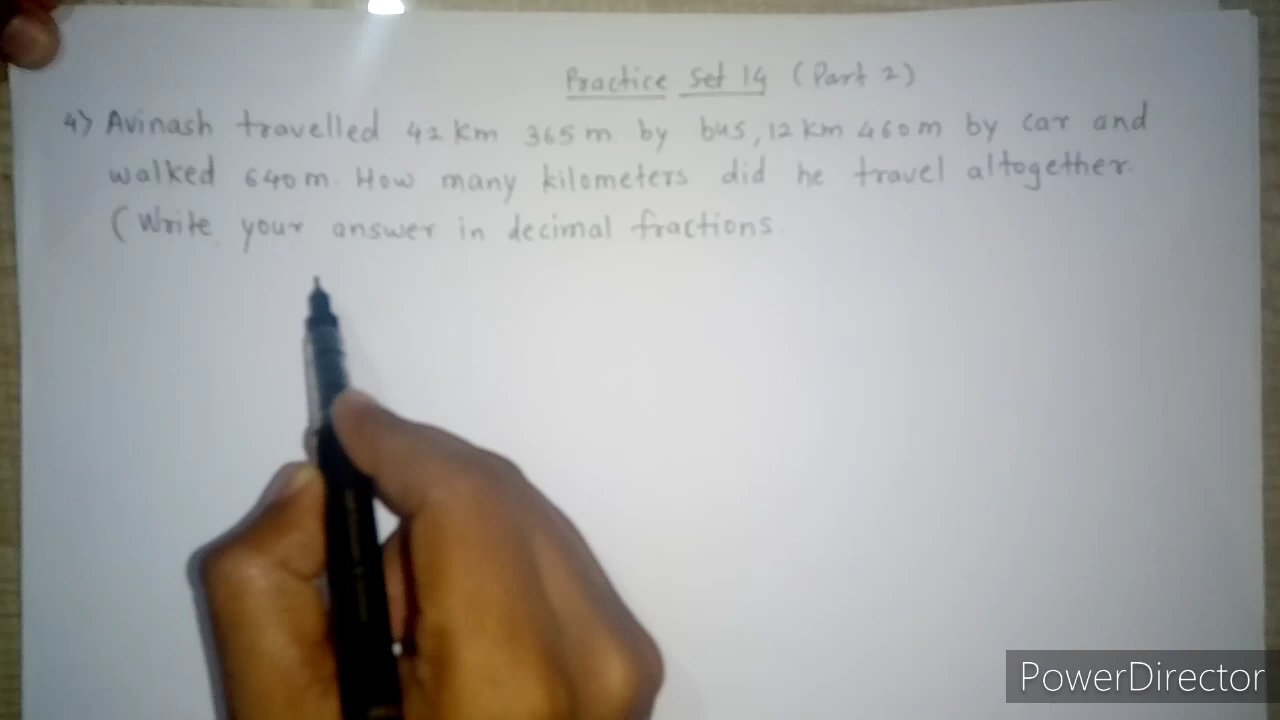 Practice Set 14 (Part 2)
4) Avinash travelled 42 km 365 m by bus, 12 km 460 m by car and
walked 640 m. How many kilometers did he travel altogether.
(Write your answer in decimal fractions.
PowerDirector